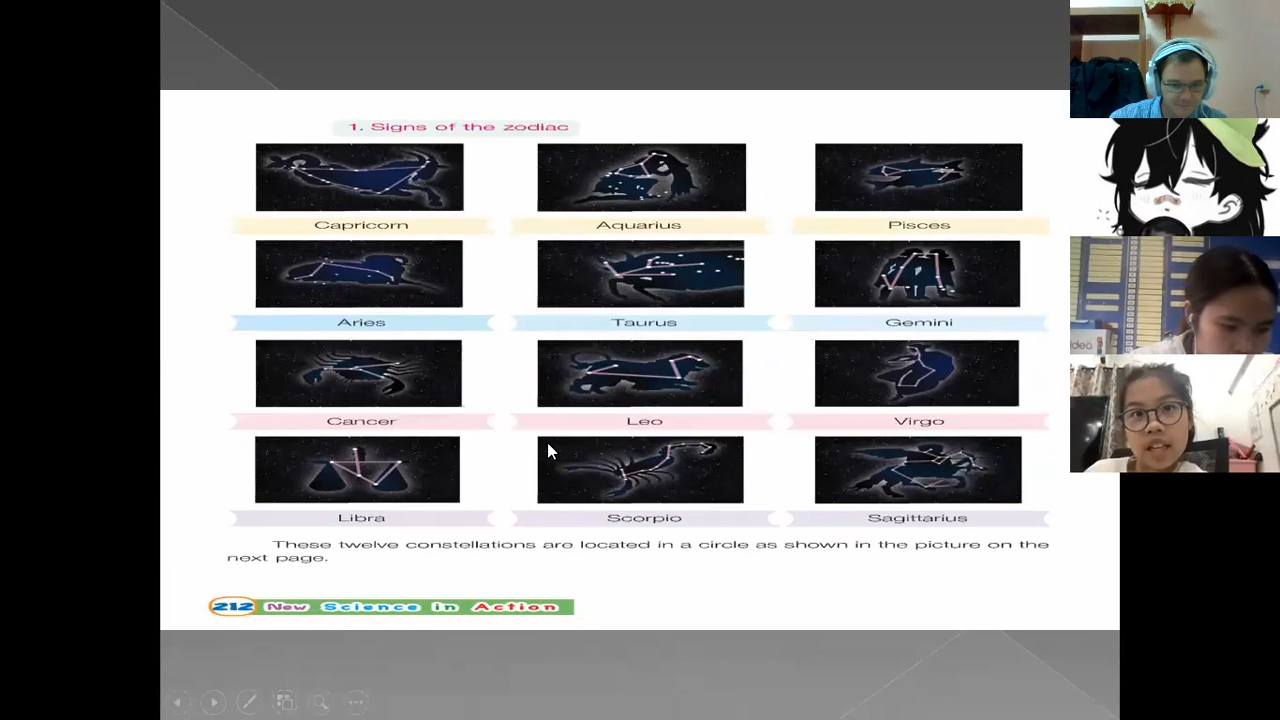 1. Signs of the zodiac
Capricorn
Aquarius
Pisces
Aries
Taurus
Gemini
Cancer
Leo
Virgo
Libra
Scorpio
Sagittarius
These twelve constellations are located in a circle as shown in the picture on the
next page.
212 New Science in Action
idea